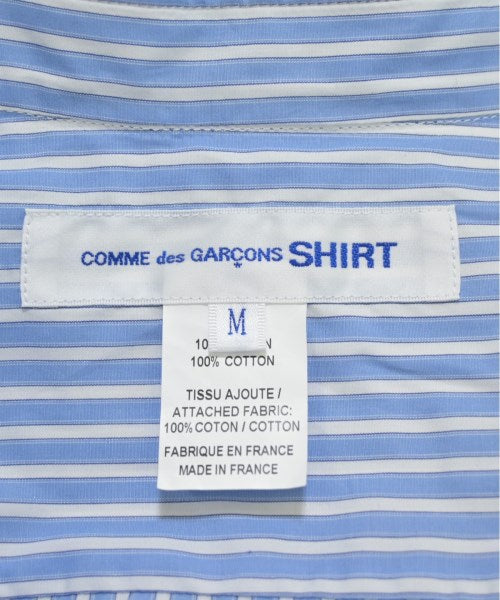 COMME des GARÇONS SHIRT
M
100% COTTON
TISSU AJOUTE /
ATTACHED FABRIC:
100% COTON / COTTON
FABRIQUE EN FRANCE
MADE IN FRANCE